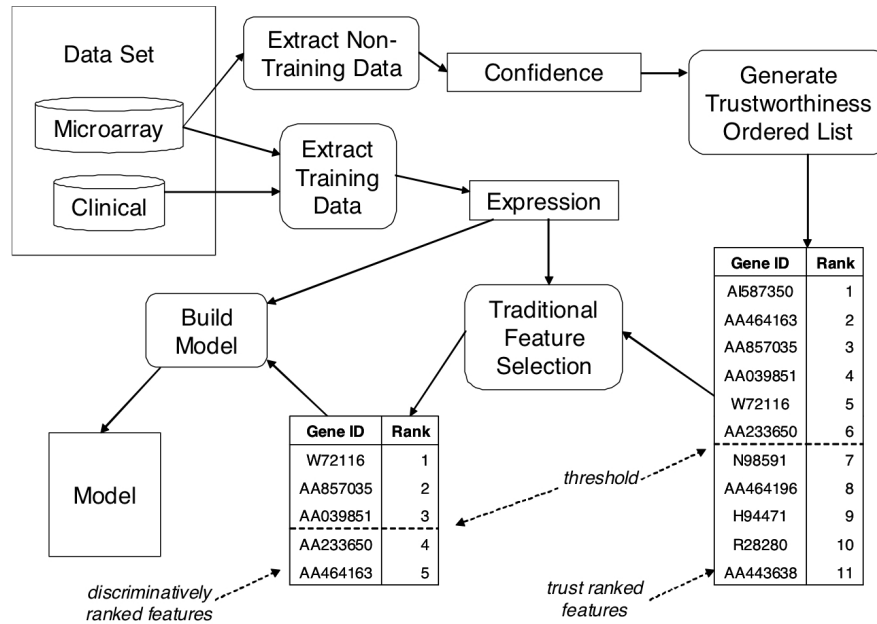 Data Set
Microarray
Clinical
Extract Non-
Training Data
Confidence
Generate
Trustworthiness
Ordered List
Extract
Training
Data
Expression
Build
Model
Traditional
Feature
Selection
Model
Gene ID Rank
W72116 1
AA857035 2
AA039851 3
AA233650 4
AA464163 5
discriminatively
ranked features
threshold
Gene ID Rank
AI587350 1
AA464163 2
AA857035 3
AA039851 4
W72116 5
AA233650 6
N98591 7
AA464196 8
H94471 9
R28280 10
AA443638 11
trust ranked
features